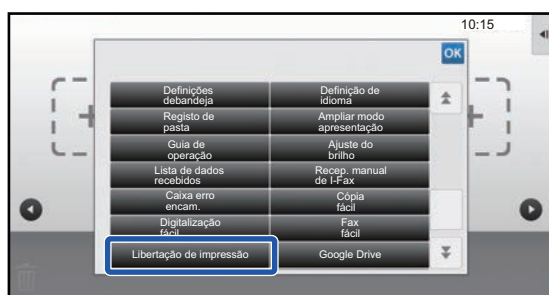 10:15
OK
Definições
debandeja
Definição de
idioma
Registo de
pasta
Ampliar modo
apresentação
Guia de
operação
Ajuste do
brilho
Lista de dados
recebidos
Recep. manual
de I-Fax
Caixa erro
encam.
Cópia
fácil
Digitalização
fácil
Fax
fácil
Libertação de impressão
Google Drive